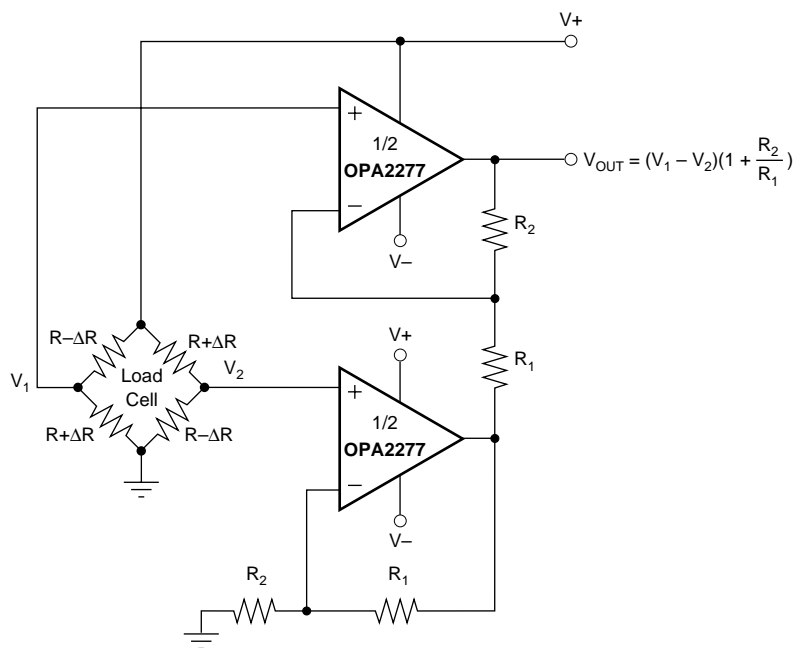 V+
+
1/2
OPA2277
−
V−
V_OUT = (V_1 – V_2)(1 + R_2/R_1)
R_2
R_1
R–ΔR
R+ΔR
V_1
V_2
Load
Cell
R+ΔR
R–ΔR
V+
+
1/2
OPA2277
−
V−
R_2
R_1